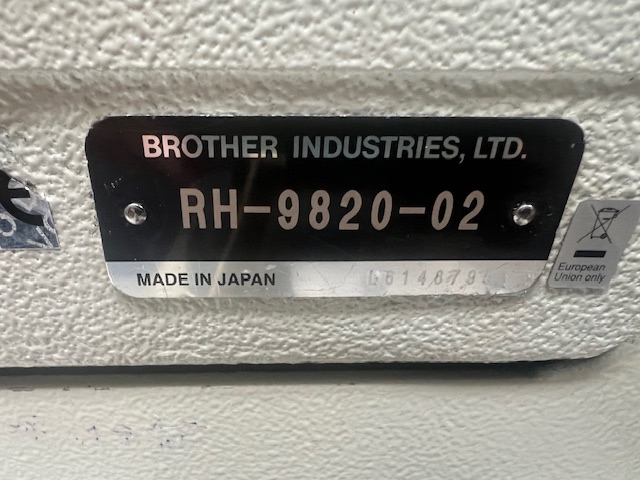 BROTHER INDUSTRIES, LTD.
RH-9820-02
MADE IN JAPAN
European
Union only